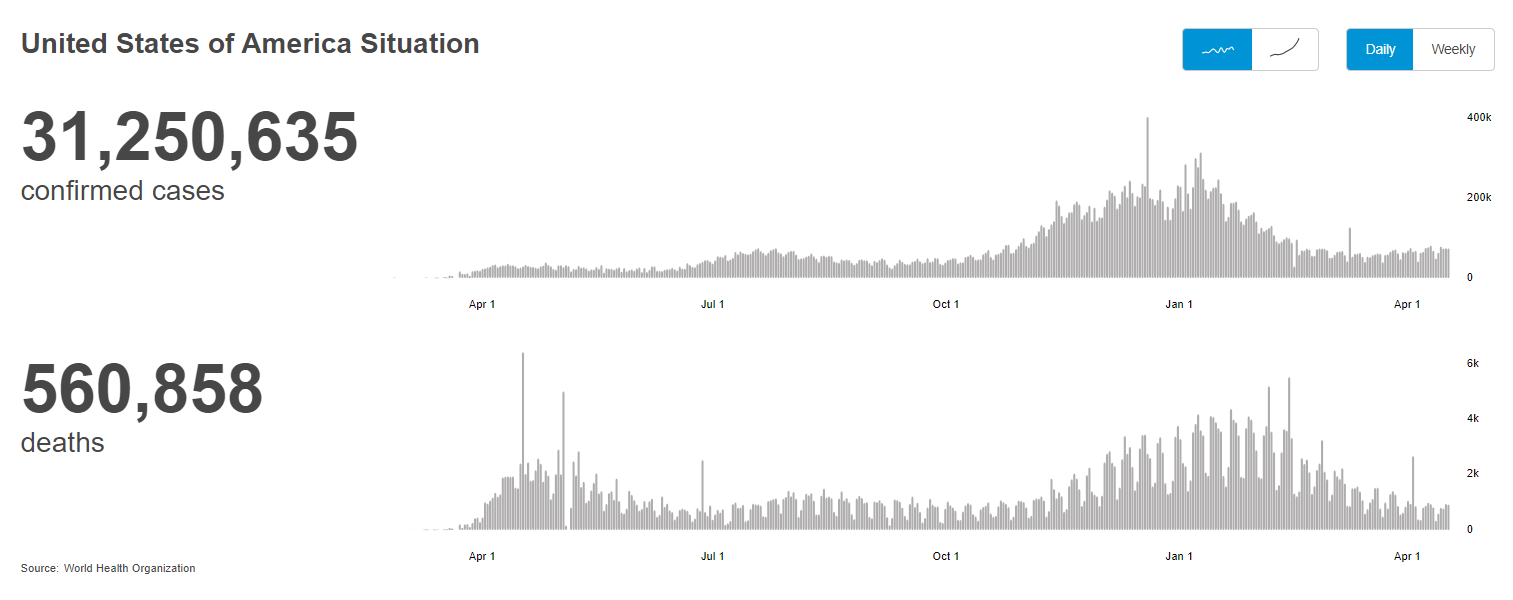 United States of America Situation
Daily Weekly
31,250,635
confirmed cases
400k
200k
0
Apr 1 Jul 1 Oct 1 Jan 1 Apr 1
560,858
deaths
6k
4k
2k
0
Apr 1 Jul 1 Oct 1 Jan 1 Apr 1
Source: World Health Organization